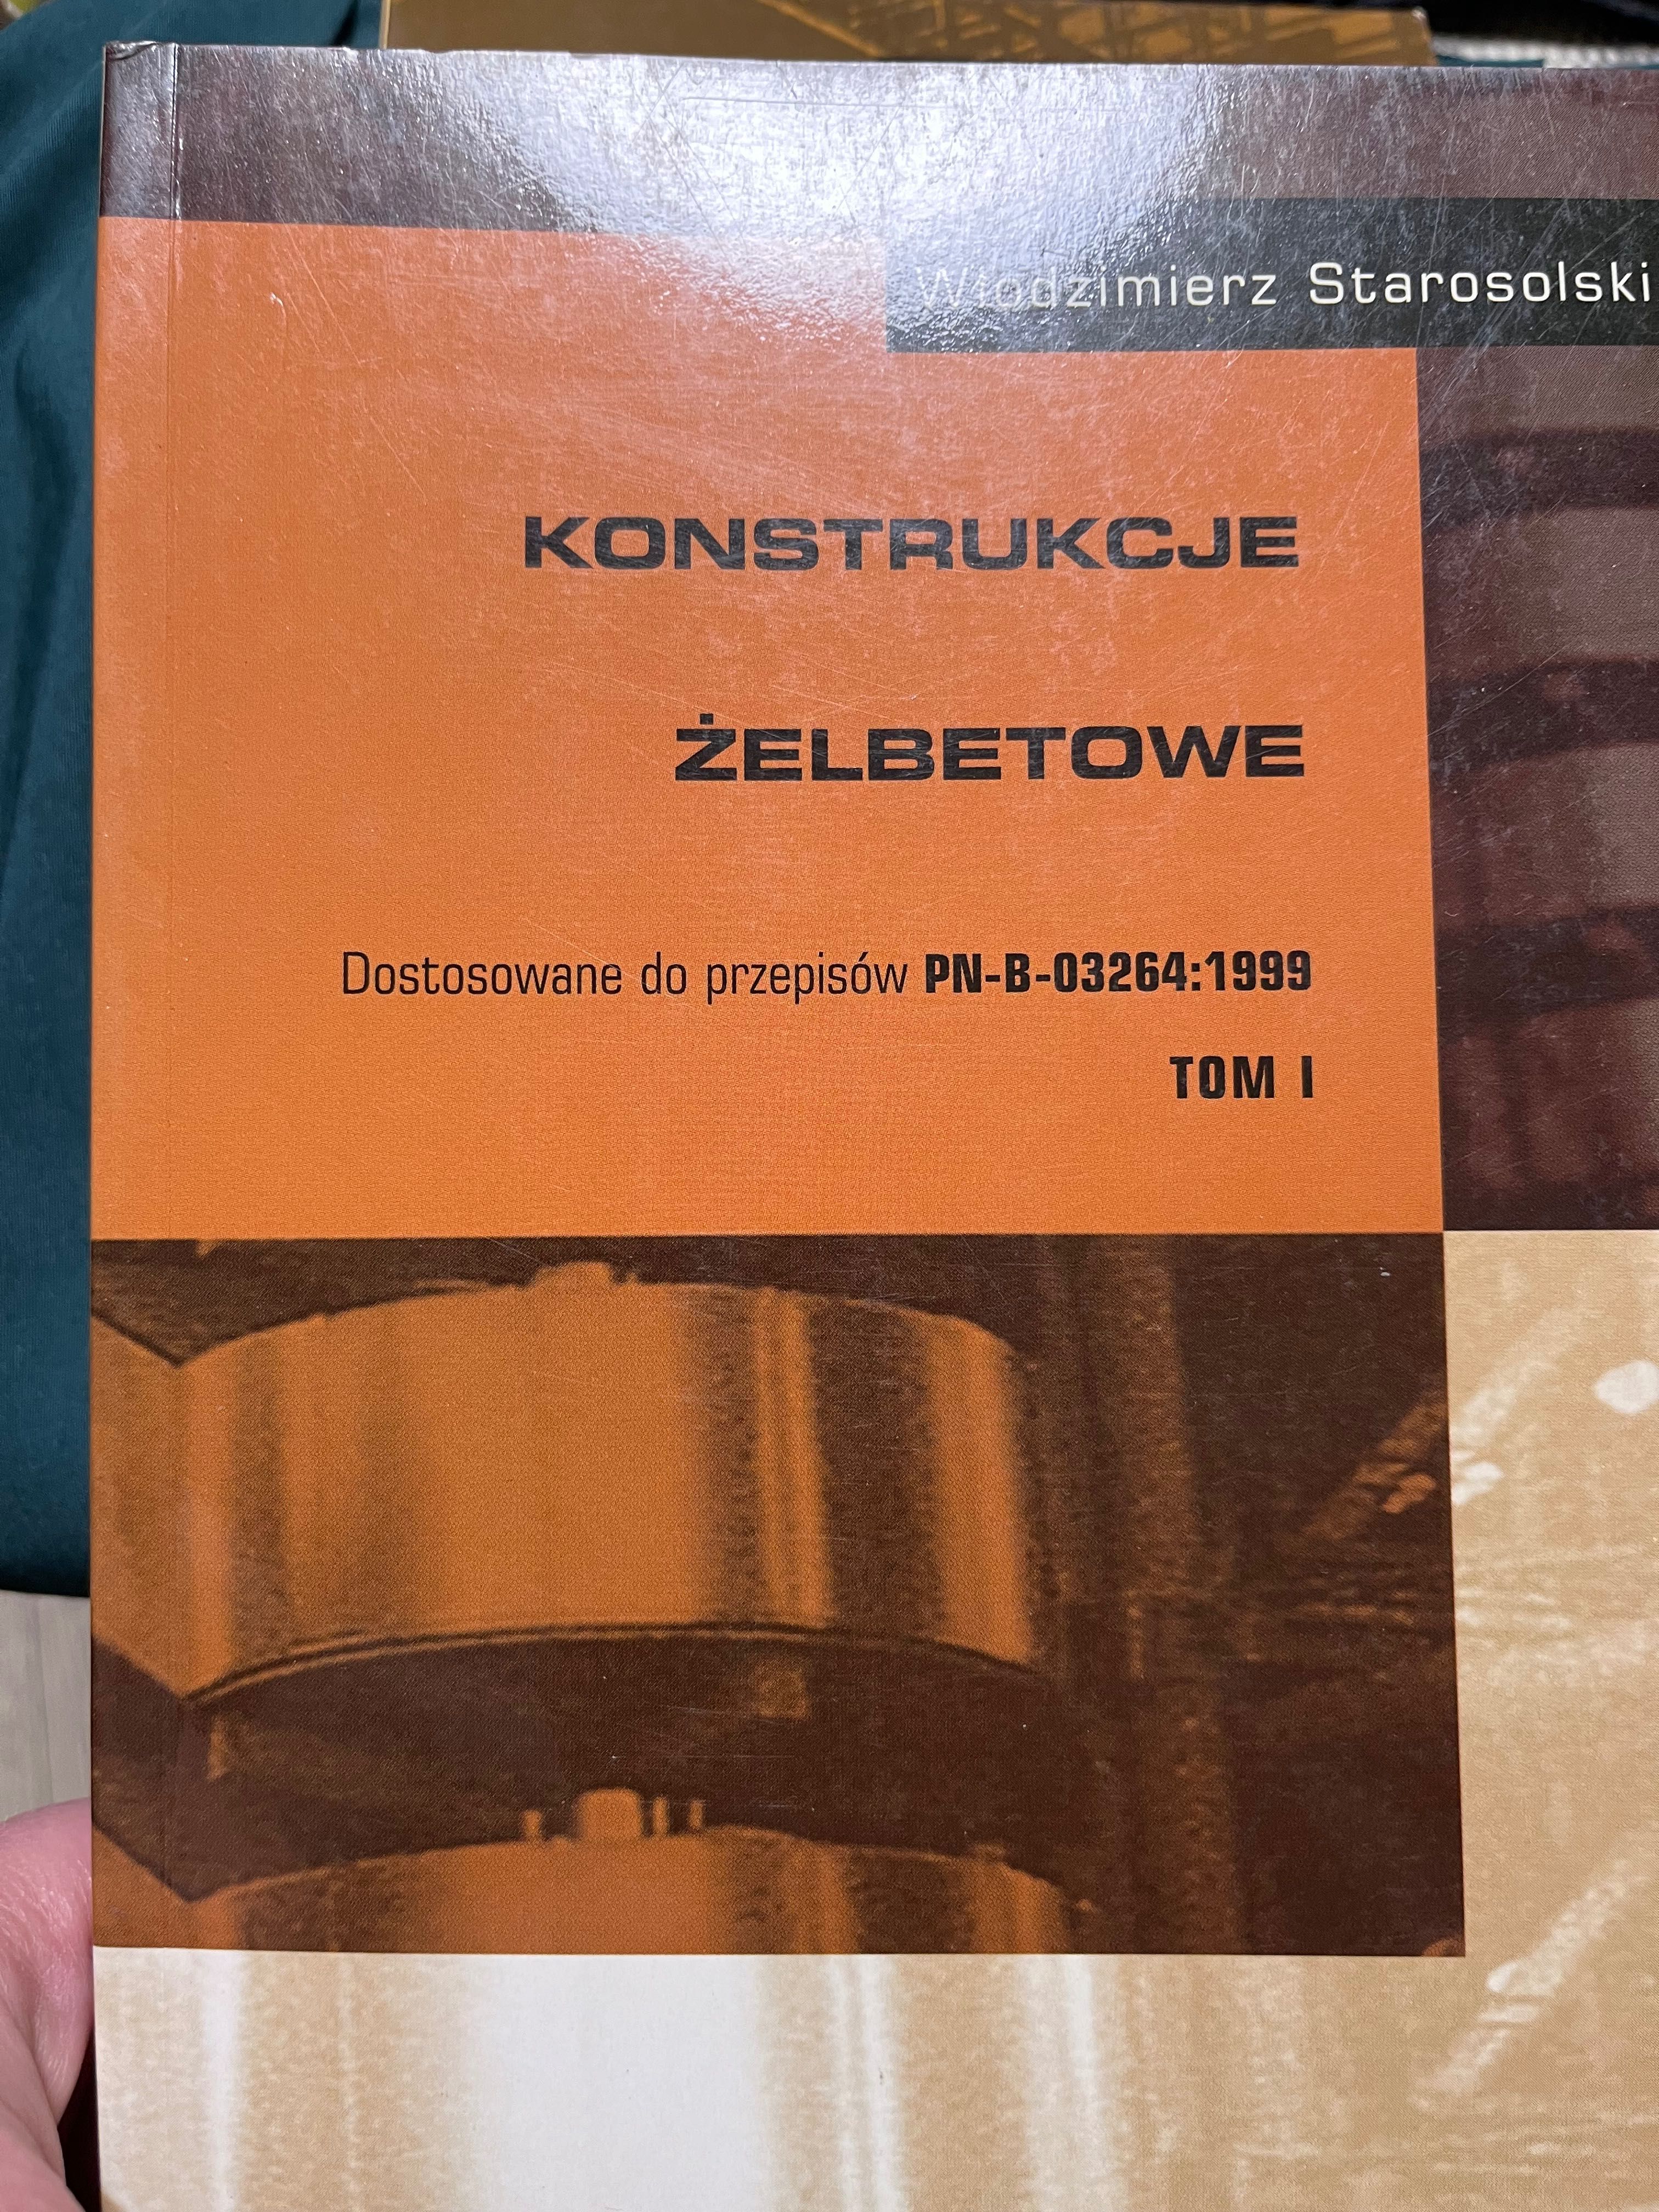 Włodzimierz Starosolski
KONSTRUKCJE
ŻELBETOWE
Dostosowane do przepisów PN-B-03264:1999
TOM I